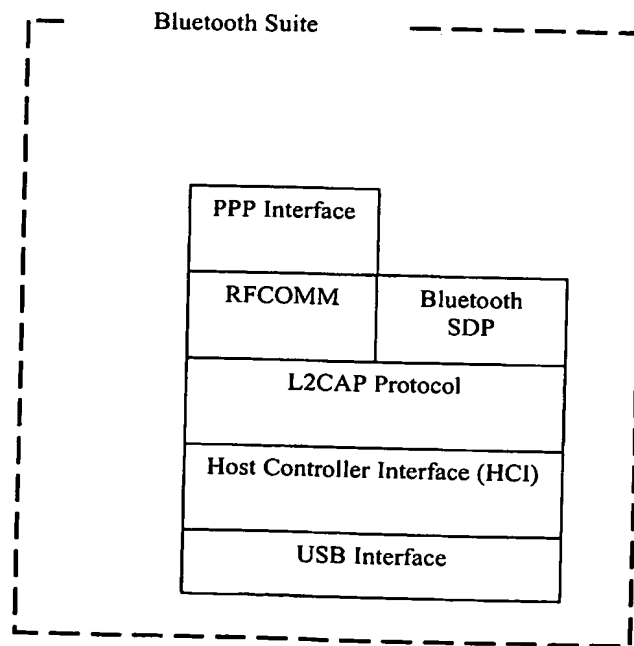 Bluetooth Suite
PPP Interface
RFCOMM
Bluetooth
SDP
L2CAP Protocol
Host Controller Interface (HCI)
USB Interface